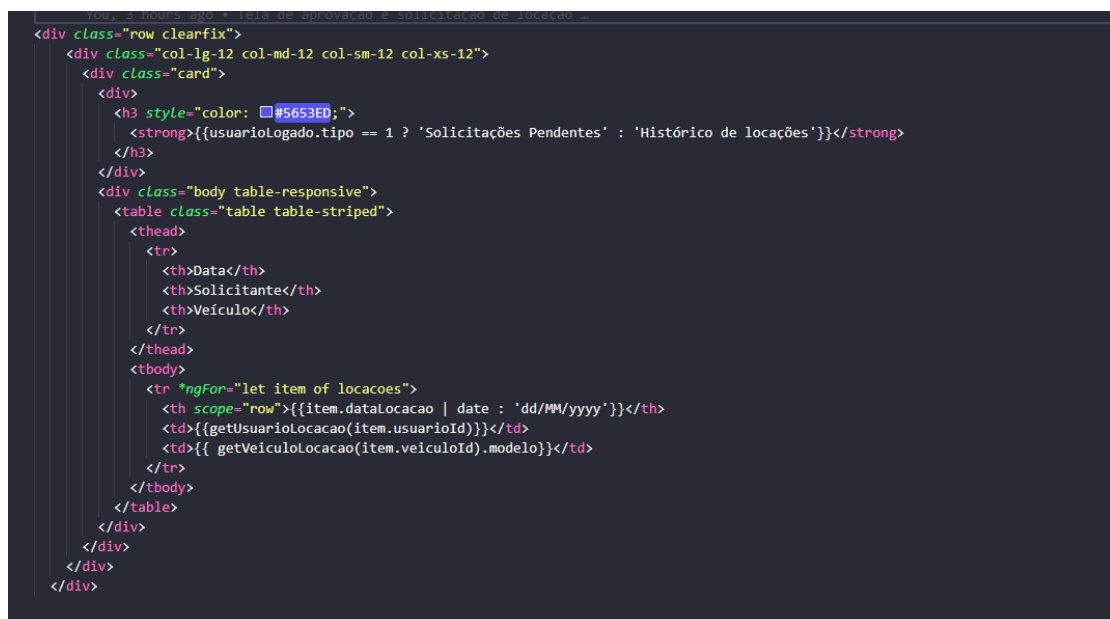 You, 3 hours ago • Tela de aprovação e solicitação de locação …
<div class="row clearfix">
<div class="col-lg-12 col-md-12 col-sm-12 col-xs-12">
<div class="card">
<div>
<h3 style="color: #5653ED;">
<strong>{{usuarioLogado.tipo == 1 ? 'Solicitações Pendentes' : 'Histórico de locações'}}</strong>
</h3>
</div>
<div class="body table-responsive">
<table class="table table-striped">
<thead>
<tr>
<th>Data</th>
<th>Solicitante</th>
<th>Veículo</th>
</tr>
</thead>
<tbody>
<tr *ngFor="let item of locacoes">
<th scope="row">{{item.dataLocacao | date : 'dd/MM/yyyy'}}</th>
<td>{{getUsuarioLocacao(item.usuarioId)}}</td>
<td>{{ getVeiculoLocacao(item.veiculoId).modelo}}</td>
</tr>
</tbody>
</table>
</div>
</div>
</div>
</div>